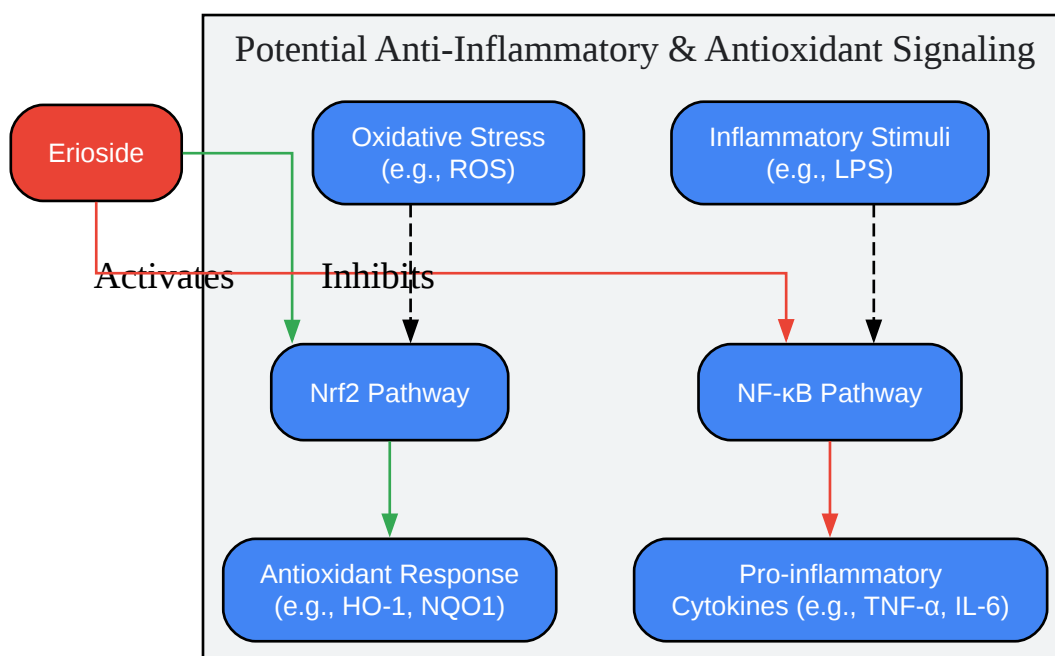 Potential Anti-Inflammatory & Antioxidant Signaling
Erioside
Oxidative Stress
(e.g., ROS)
Inflammatory Stimuli
(e.g., LPS)
Activates
Inhibits
Nrf2 Pathway
NF-κB Pathway
Antioxidant Response
(e.g., HO-1, NQO1)
Pro-inflammatory
Cytokines (e.g., TNF-α, IL-6)